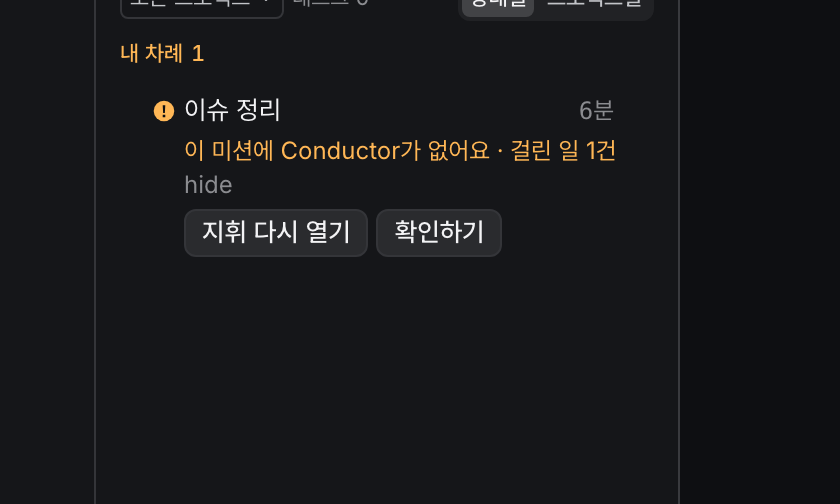 내 차례 1
이슈 정리 6분
이 미션에 Conductor가 없어요 · 걸린 일 1건
hide
지휘 다시 열기 확인하기